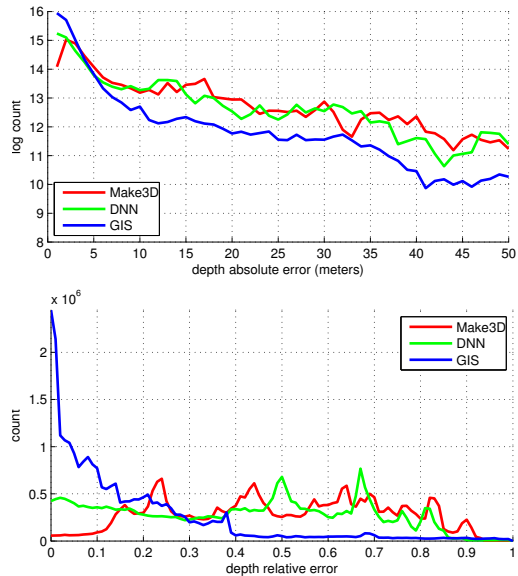 16
15
14
13
12
11
10
9
8
log count
Make3D
DNN
GIS
0 5 10 15 20 25 30 35 40 45 50
depth absolute error (meters)
x 10^6
2
1.5
1
0.5
0
count
Make3D
DNN
GIS
0 0.1 0.2 0.3 0.4 0.5 0.6 0.7 0.8 0.9 1
depth relative error